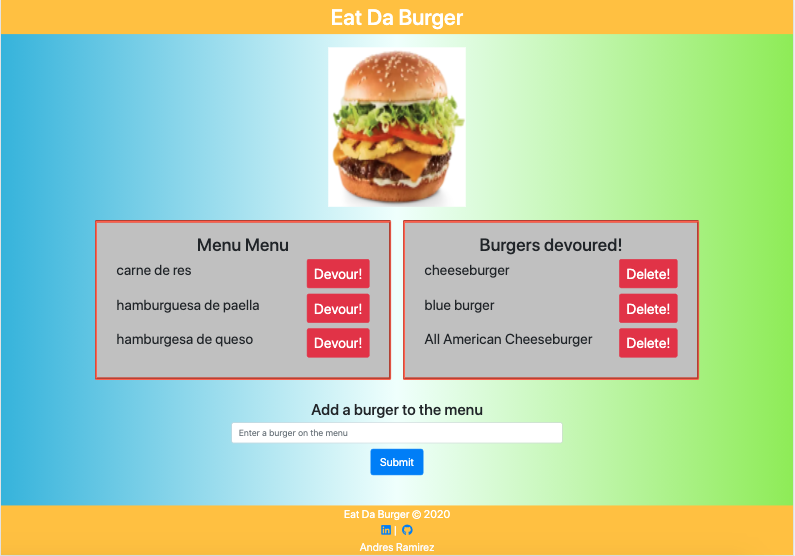 Eat Da Burger
Menu Menu
carne de res Devour!
hamburguesa de paella Devour!
hamburgesa de queso Devour!
Burgers devoured!
cheeseburger Delete!
blue burger Delete!
All American Cheeseburger Delete!
Add a burger to the menu
Enter a burger on the menu
Submit
Eat Da Burger © 2020
|
Andres Ramirez